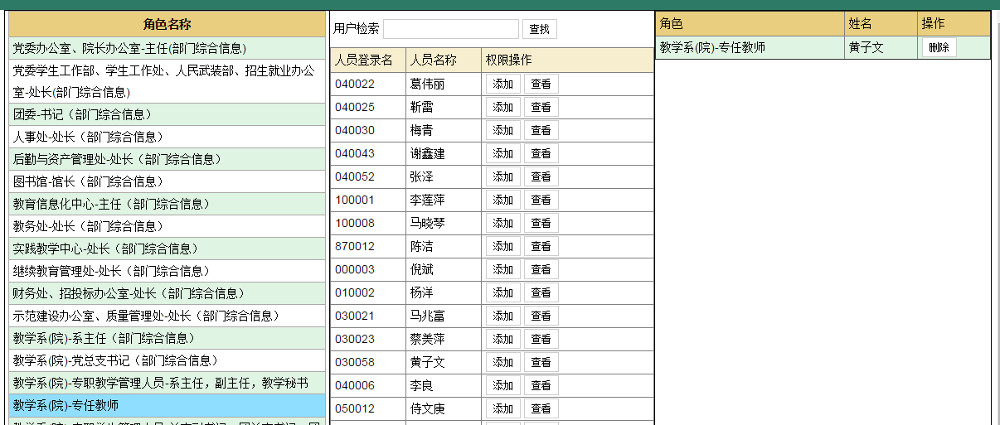 角色名称
党委办公室、院长办公室-主任(部门综合信息)
党委学生工作部、学生工作处、人民武装部、招生就业办公
室-处长(部门综合信息)
团委-书记（部门综合信息）
人事处-处长（部门综合信息）
后勤与资产管理处-处长（部门综合信息）
图书馆-馆长（部门综合信息）
教育信息化中心-主任（部门综合信息）
教务处-处长（部门综合信息）
实践教学中心-处长（部门综合信息）
继续教育管理处-处长（部门综合信息）
财务处、招投标办公室-处长（部门综合信息）
示范建设办公室、质量管理处-处长（部门综合信息）
教学系(院)-系主任（部门综合信息）
教学系(院)-党总支书记（部门综合信息）
教学系(院)-专职教学管理人员-系主任，副主任，教学秘书
教学系(院)-专任教师
用户检索 查找
人员登录名 人员名称 权限操作
040022 葛伟丽 添加 查看
040025 靳雷 添加 查看
040030 梅青 添加 查看
040043 谢鑫建 添加 查看
040052 张泽 添加 查看
100001 李莲萍 添加 查看
100008 马晓琴 添加 查看
870012 陈洁 添加 查看
000003 倪斌 添加 查看
010002 杨洋 添加 查看
030021 马兆富 添加 查看
030023 蔡美萍 添加 查看
030058 黄子文 添加 查看
040006 李良 添加 查看
050012 侍文庚 添加 查看
角色 姓名 操作
教学系(院)-专任教师 黄子文 删除